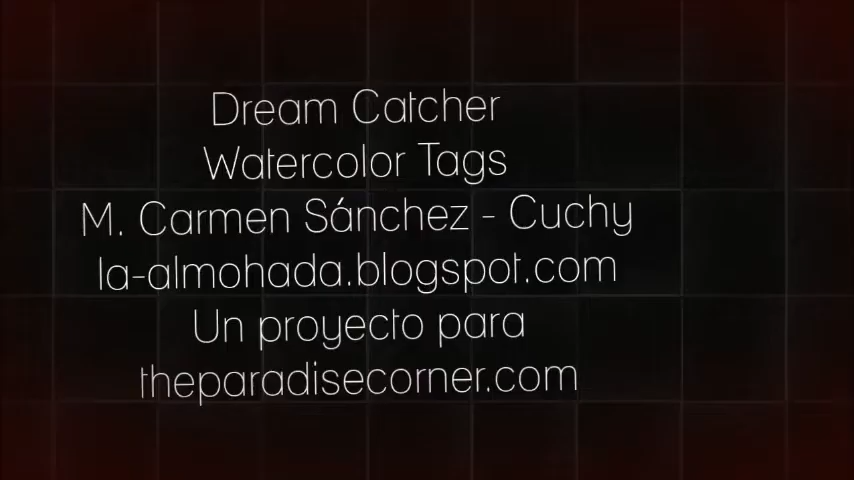 Dream Catcher
Watercolor Tags
M. Carmen Sánchez - Cuchy
la-almohada.blogspot.com
Un proyecto para
theparadisecorner.com